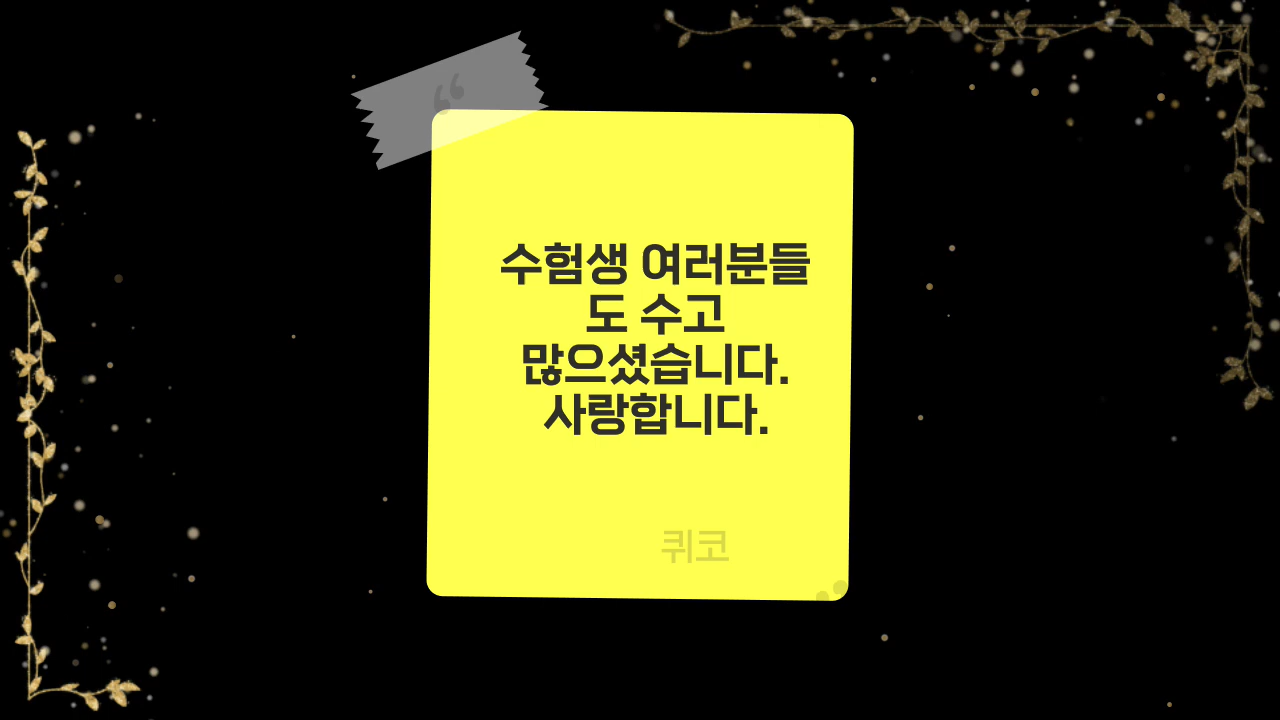 수험생 여러분들
도 수고
많으셨습니다.
사랑합니다.
퀴코